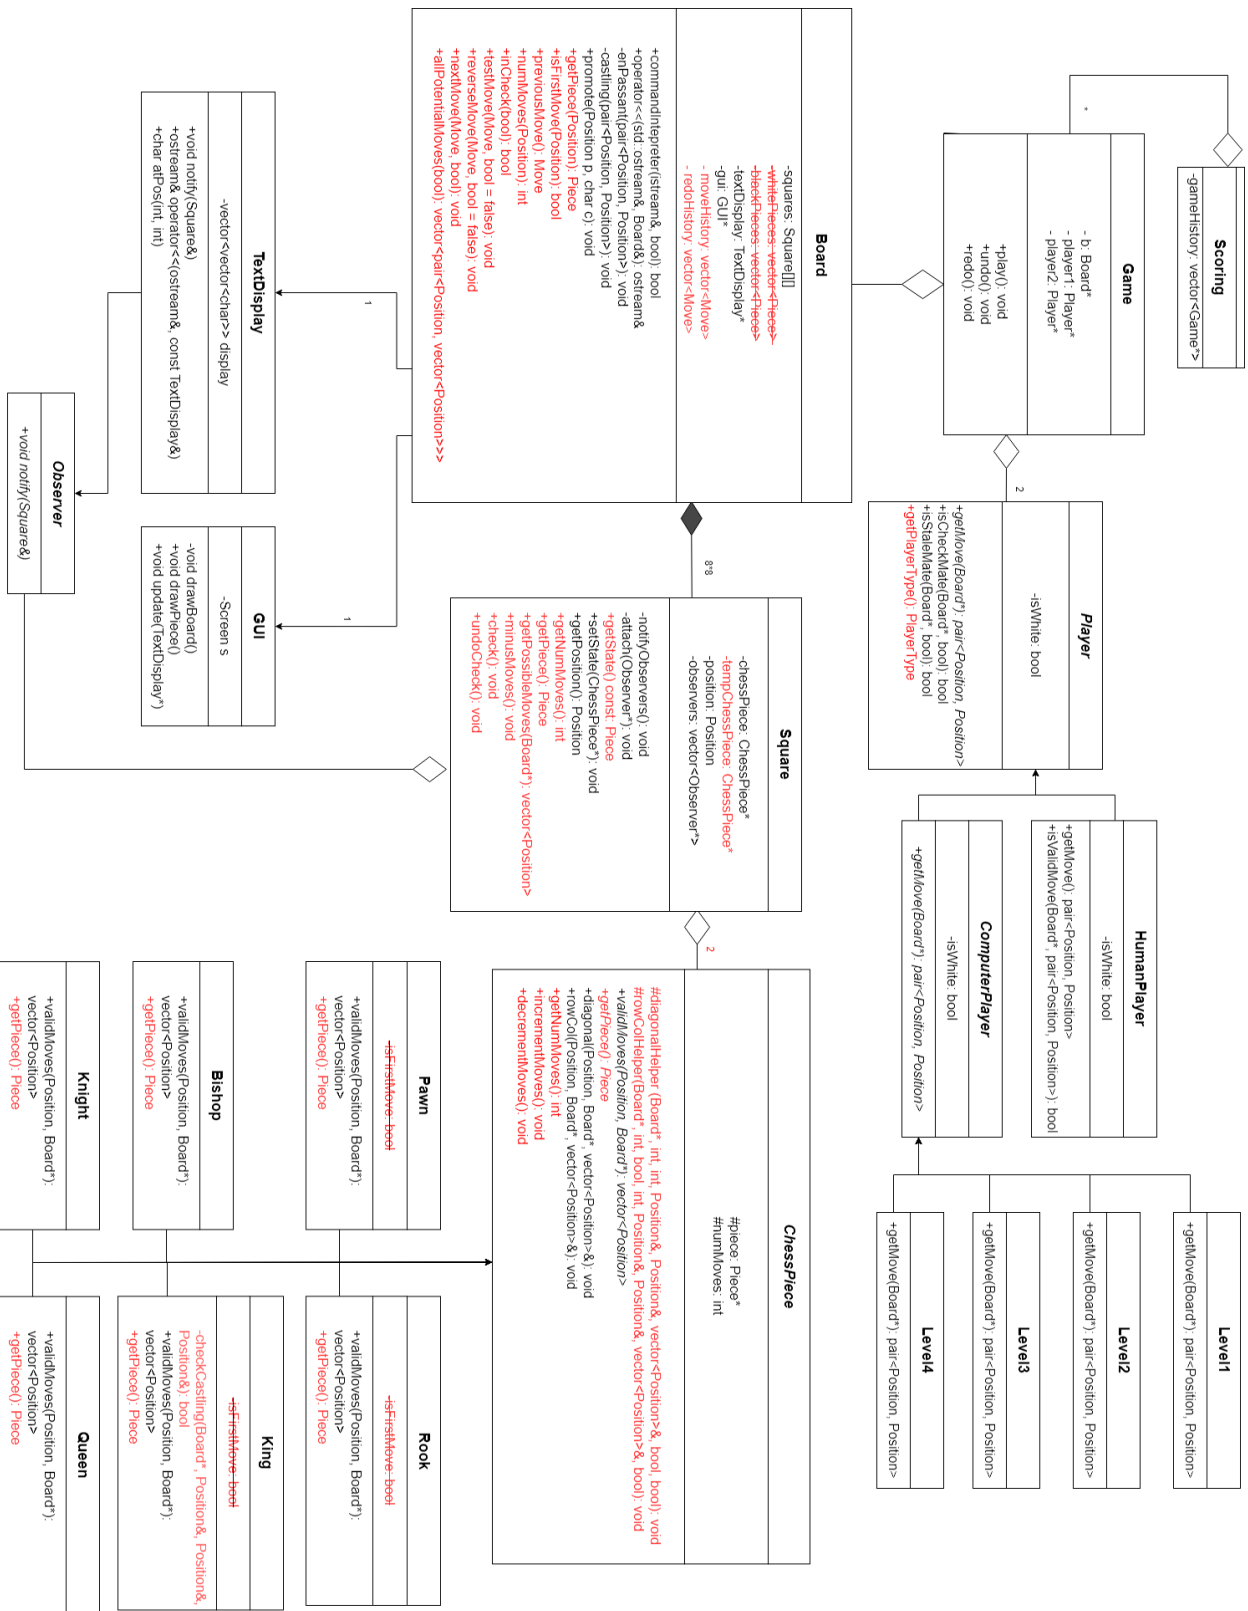 Scoring
-gameHistory: vector<Game*>
*
Game
- b: Board*
- player1: Player*
- player2: Player*
+play(): void
+undo(): void
+redo(): void
2
Player
-isWhite: bool
+getMove(Board*): pair<Position, Position>
+isCheckMate(Board*, bool): bool
+isStaleMate(Board*, bool): bool
+getPlayerType(): PlayerType
HumanPlayer
-isWhite: bool
+getMove(): pair<Position, Position>
+isValidMove(Board*, pair<Position, Position>): bool
ComputerPlayer
-isWhite: bool
+getMove(Board*): pair<Position, Position>
Level1
+getMove(Board*): pair<Position, Position>
Level2
+getMove(Board*): pair<Position, Position>
Level3
+getMove(Board*): pair<Position, Position>
Level4
+getMove(Board*): pair<Position, Position>
Board
-squares: Square[][]
-whitePieces: vector<Piece>
-blackPieces: vector<Piece>
-textDisplay: TextDisplay*
-gui: GUI*
- moveHistory: vector<Move>
- redoHistory: vector<Move>
+commandIntepreter(istream&, bool): bool
+operator<<(std::ostream&, Board&): ostream&
-enPassant(pair<Position, Position>): void
-castling(pair<Position, Position>): void
+promote(Position p, char c): void
+getPiece(Position): Piece
+isFirstMove(Position): bool
+previousMove(): Move
+numMoves(Position): int
+inCheck(bool): bool
+testMove(Move, bool = false): void
+reverseMove(Move, bool = false): void
+nextMove(Move, bool): void
+allPotentialMoves(bool): vector<pair<Position, vector<Position>>>
8*8
Square
-chessPiece: ChessPiece*
-tempChessPiece: ChessPiece*
-position: Position
-observers: vector<Observer*>
-notifyObservers(): void
-attach(Observer*): void
+getState() const: Piece
+setState(ChessPiece*): void
+getPosition(): Position
+getNumMoves(): int
+getPiece(): Piece
+getPossibleMoves(Board*): vector<Position>
+minusMoves(): void
+check(): void
+undoCheck(): void
2
ChessPiece
#piece: Piece*
#numMoves: int
#diagonalHelper (Board*, int, int, Position&, Position&, vector<Position>&, bool, bool): void
#rowColHelper(Board*, int, bool, int, Position&, Position&, vector<Position>&, bool): void
+validMoves(Position, Board*): vector<Position>
+getPiece(): Piece
+diagonal(Position, Board*, vector<Position>&): void
+rowCol(Position, Board*, vector<Position>&): void
+getNumMoves(): int
+incrementMoves(): void
+decrementMoves(): void
1
1
TextDisplay
-vector<vector<char>> display
+void notify(Square&)
+ostream& operator<<(ostream&, const TextDisplay&)
+char atPos(int, int)
GUI
-Screen s
-void drawBoard()
+void drawPiece()
+void update(TextDisplay*)
Observer
+void notify(Square&)
Pawn
-isFirstMove: bool
+validMoves(Position, Board*):
vector<Position>
+getPiece(): Piece
Rook
-isFirstMove: bool
+validMoves(Position, Board*):
vector<Position>
+getPiece(): Piece
Bishop
+validMoves(Position, Board*):
vector<Position>
+getPiece(): Piece
King
-isFirstMove: bool
-checkCastling(Board*, Position&, Position&,
Position&): bool
+validMoves(Position, Board*):
vector<Position>
+getPiece(): Piece
Knight
+validMoves(Position, Board*):
vector<Position>
+getPiece(): Piece
Queen
+validMoves(Position, Board*):
vector<Position>
+getPiece(): Piece